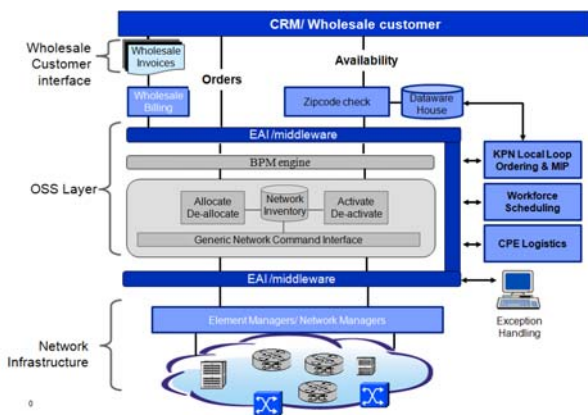 CRM/ Wholesale customer
Wholesale
Customer
interface
Wholesale
Invoices
Orders
Availability
Wholesale
Billing
Zipcode check
Dataware
House
EAI /middleware
OSS Layer
BPM engine
KPN Local Loop
Ordering & MIP
Allocate
De-allocate
Network
Inventory
Activate
De-activate
Workforce
Scheduling
Generic Network Command Interface
CPE Logistics
EAI /middleware
Exception
Handling
Element Managers/ Network Managers
Network
Infrastructure
0